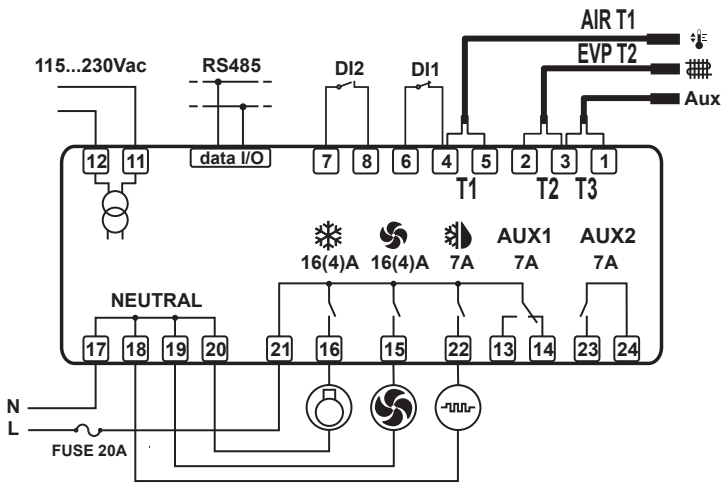 AIR T1
EVP T2
115...230Vac RS485 DI2 DI1
Aux
12 11 data I/O 7 8 6 4 5 2 3 1
T1 T2 T3
AUX1 AUX2
16(4)A 16(4)A 7A 7A 7A
NEUTRAL
17 18 19 20 21 16 15 22 13 14 23 24
N
L
FUSE 20A